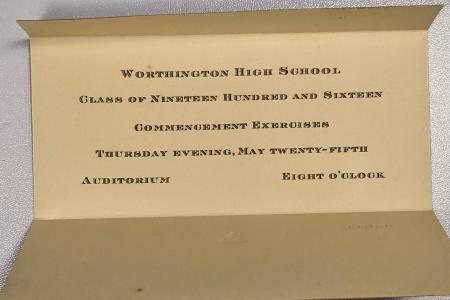 Worthington High School
Class of Nineteen Hundred and Sixteen
Commencement Exercises
Thursday evening, May twenty-fifth
Auditorium Eight o'clock